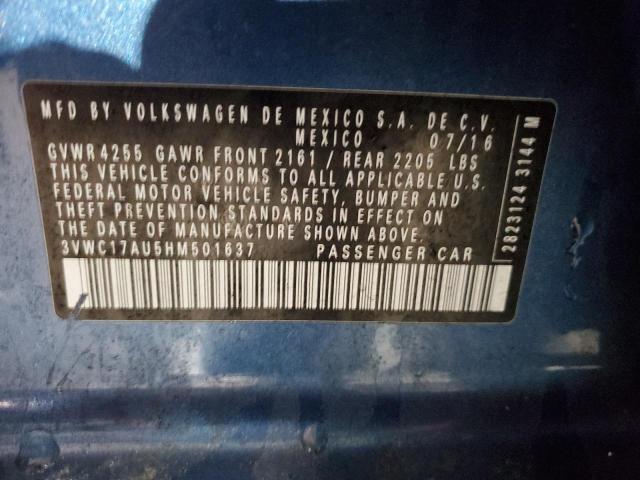 MFD BY VOLKSWAGEN DE MEXICO S.A. DE C.V.
MEXICO 07/16
GVWR 4255 GAWR FRONT 2161 / REAR 2205 LBS
THIS VEHICLE CONFORMS TO ALL APPLICABLE U.S.
FEDERAL MOTOR VEHICLE SAFETY, BUMPER AND
THEFT PREVENTION STANDARDS IN EFFECT ON
THE DATE OF MANUFACTURE SHOWN ABOVE.
3VWC17AU5HM501637 PASSENGER CAR
2823124 3144 M